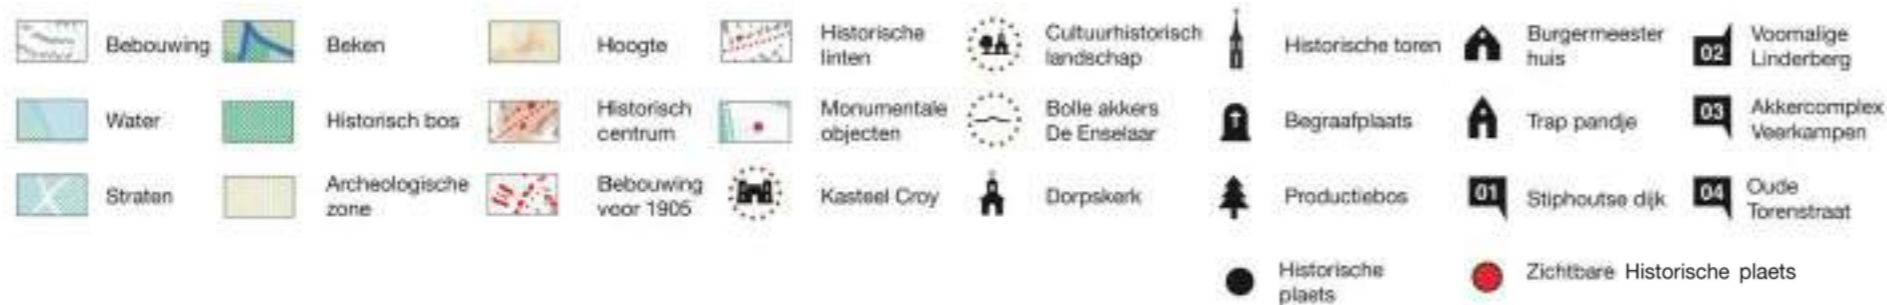 Bebouwing
Beken
Hoogte
Historische
linten
Cultuurhistorisch
landschap
Historische toren
Burgermeester
huis
02
Voormalige
Linderberg
Water
Historisch bos
Historisch
centrum
Monumentale
objecten
Bolle akkers
De Enselaar
Begraafplaats
Trap pandje
03
Akkercomplex
Veerkampen
Straten
Archeologische
zone
Bebouwing
voor 1905
Kasteel Croy
Dorpskerk
Productiebos
01
Stiphoutse dijk
04
Oude
Torenstraat
Historische
plaets
Zichtbare Historische plaets